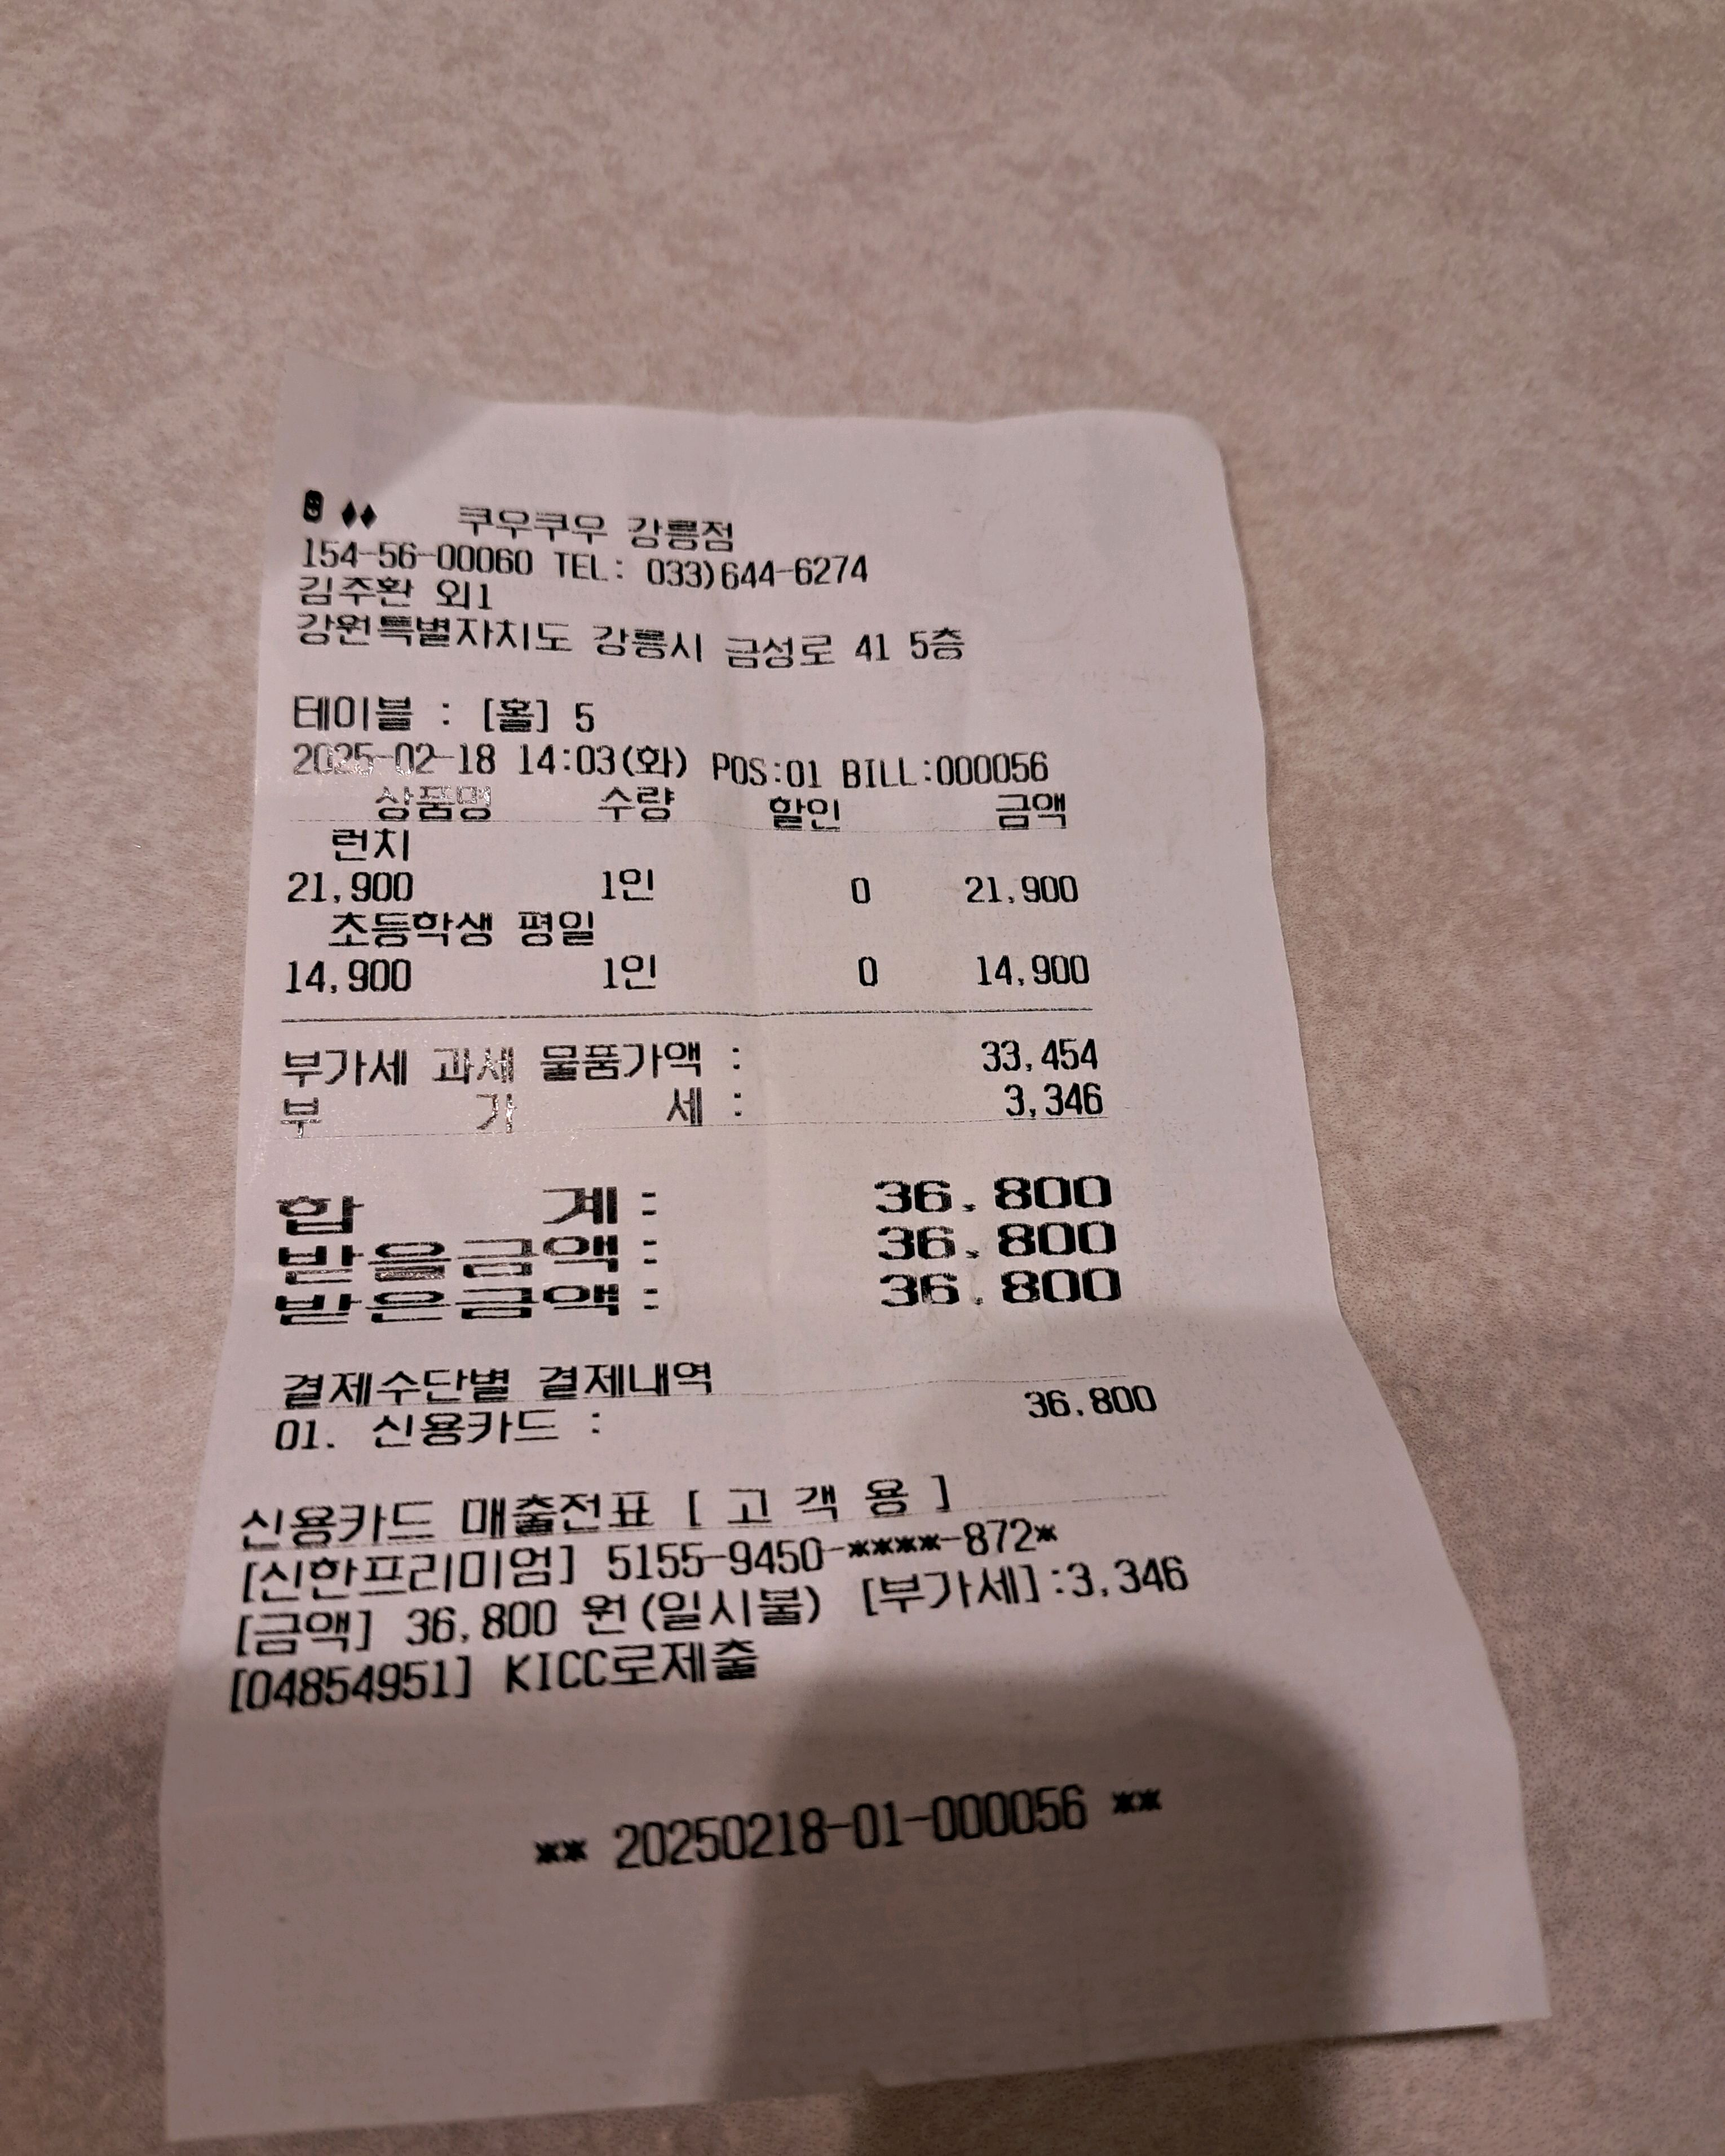 쿠우쿠우 강릉점
154-56-00060 TEL: 033)644-6274
김주환 외1
강원특별자치도 강릉시 금성로 41 5층
테이블 : [홀] 5
2025-02-18 14:03(화) POS:01 BILL:000056
상품명 수량 할인 금액
런치
21,900 1인 0 21,900
초등학생 평일
14,900 1인 0 14,900
부가세 과세 물품가액 : 33,454
부 가 세 : 3,346
합 계 : 36,800
받을금액 : 36,800
받은금액 : 36,800
결제수단별 결제내역
01. 신용카드 : 36,800
신용카드 매출전표 [ 고 객 용 ]
[신한프리미엄] 5155-9450-****-872*
[금액] 36,800 원(일시불) [부가세]:3,346
[04854951] KICC로제출
** 20250218-01-000056 **